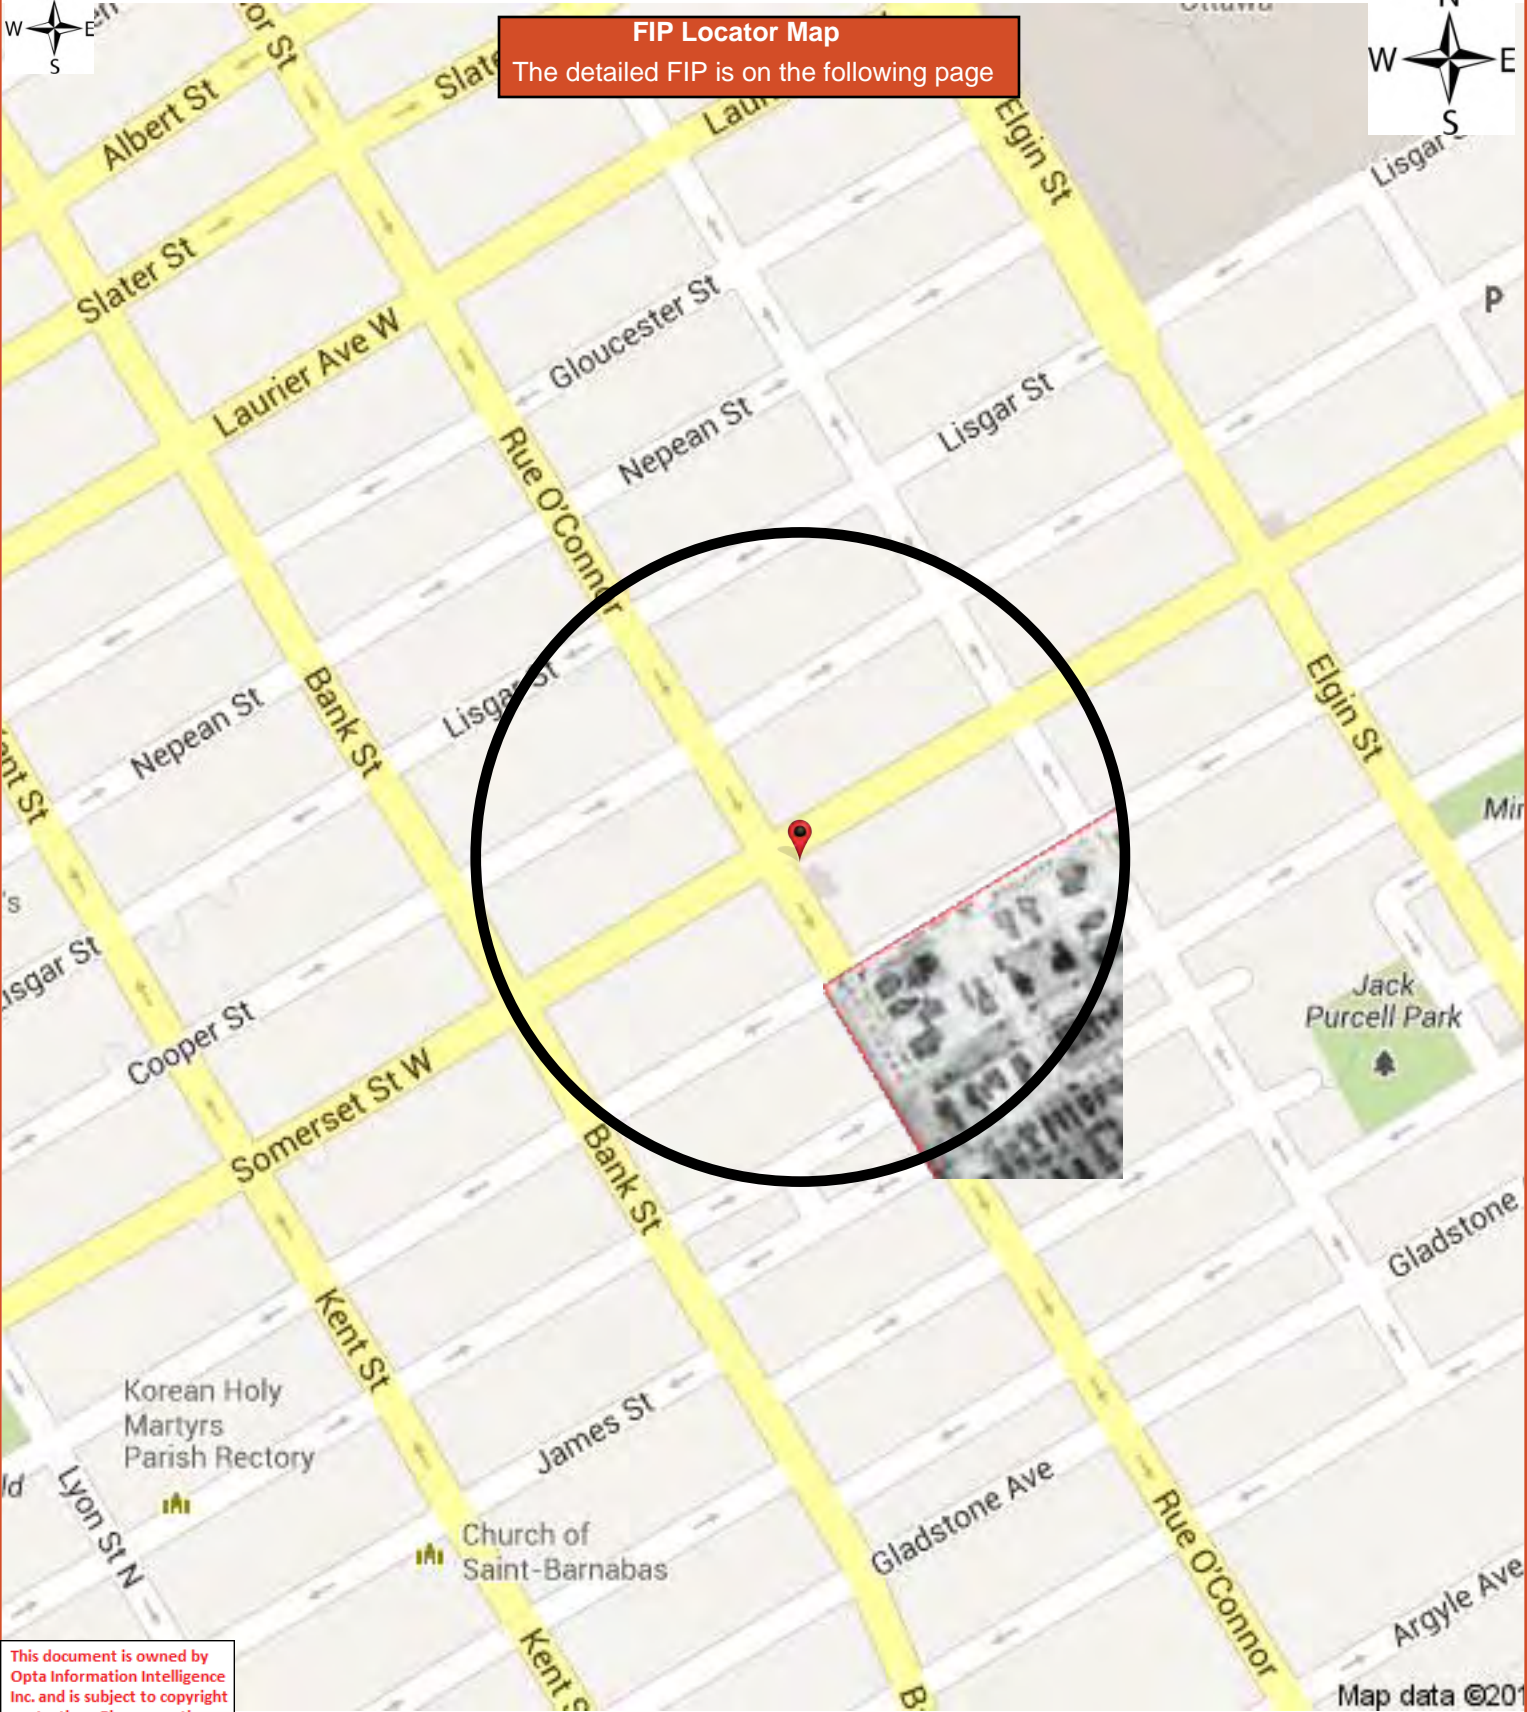 W E
S
N
W E
S
FIP Locator Map
The detailed FIP is on the following page
Albert St
Slater St
Laurier Ave W
Elgin St
Gloucester St
Nepean St
Lisgar St
Lisgar
P
Rue O'Connor
Bank St
Nepean St
Lisgar St
Elgin St
Cooper St
Somerset St W
Bank St
Jack
Purcell Park
Kent St
Gladstone
Korean Holy
Martyrs
Parish Rectory
James St
Lyon St N
Church of
Saint-Barnabas
Gladstone Ave
Rue O'Connor
Argyle Ave
Kent S
This document is owned by
Opta Information Intelligence
Inc. and is subject to copyright
Map data ©201